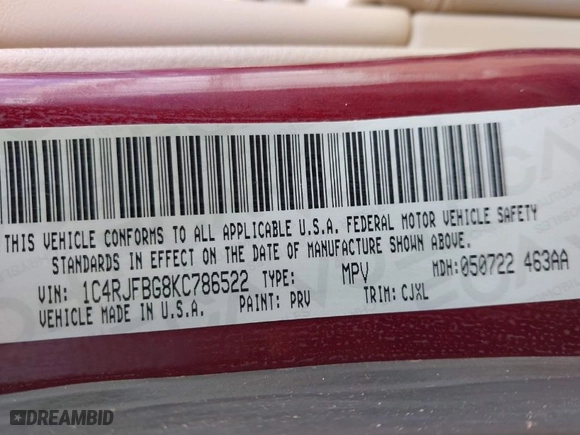 THIS VEHICLE CONFORMS TO ALL APPLICABLE U.S.A. FEDERAL MOTOR VEHICLE SAFETY
STANDARDS IN EFFECT ON THE DATE OF MANUFACTURE SHOWN ABOVE.
VIN: 1C4RJFBG8KC786522 TYPE: MPV MDH: 050722 463AA
VEHICLE MADE IN U.S.A. PAINT: PRV TRIM: CJXL
DREAMBID